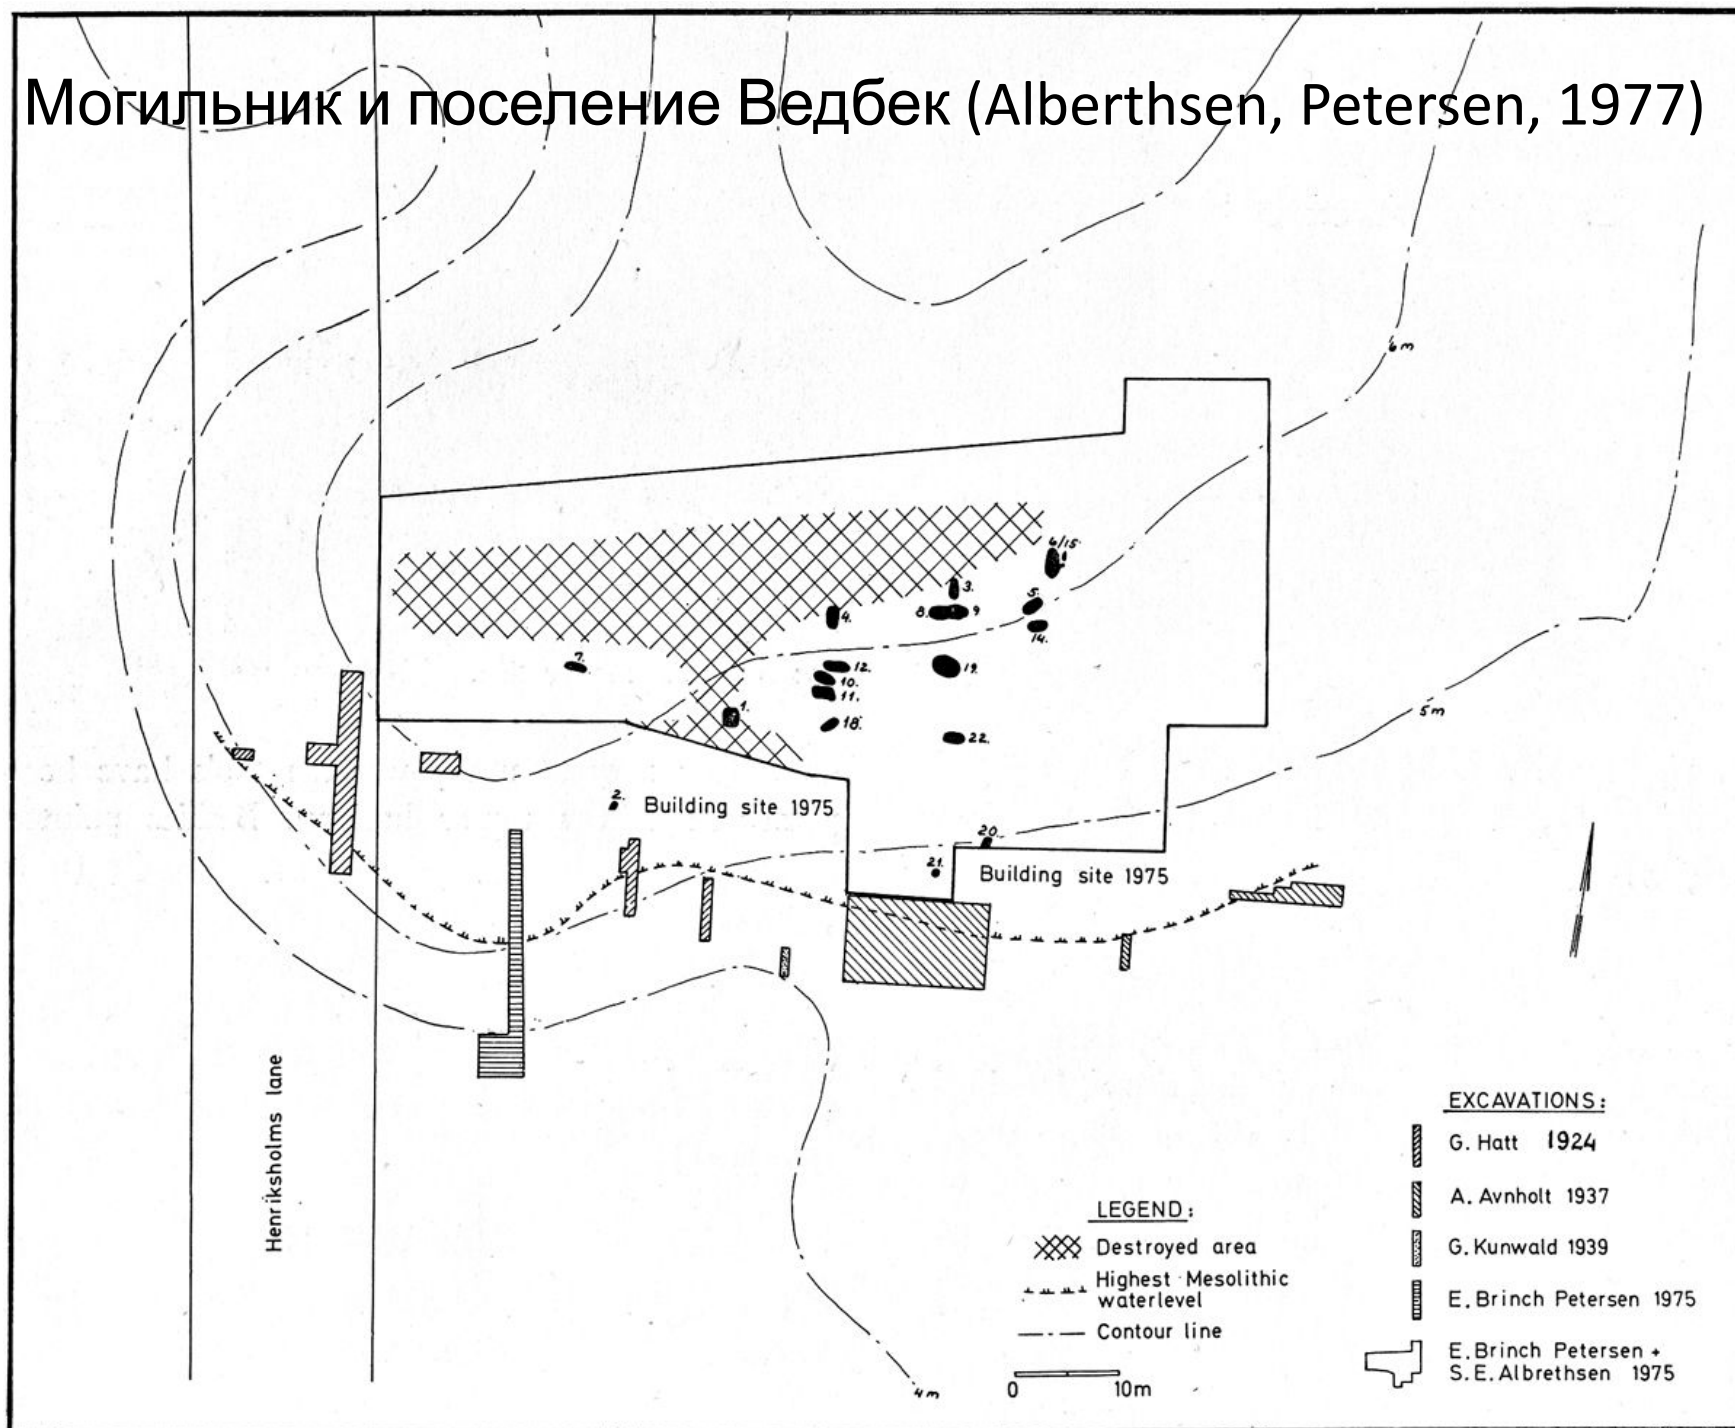 Могильник и поселение Ведбек (Alberthsen, Petersen, 1977)
6m
6/15.
3.
5.
8.
9
4.
14.
7.
12.
19.
10.
11.
1.
18.
22.
5m
2.
Building site 1975
20.
21.
Building site 1975
Henriksholms lane
EXCAVATIONS:
G. Hatt 1924
A. Avnholt 1937
G. Kunwald 1939
E. Brinch Petersen 1975
E. Brinch Petersen +
S.E. Albrethsen 1975
LEGEND:
Destroyed area
Highest Mesolithic
waterlevel
Contour line
0 10m
4m